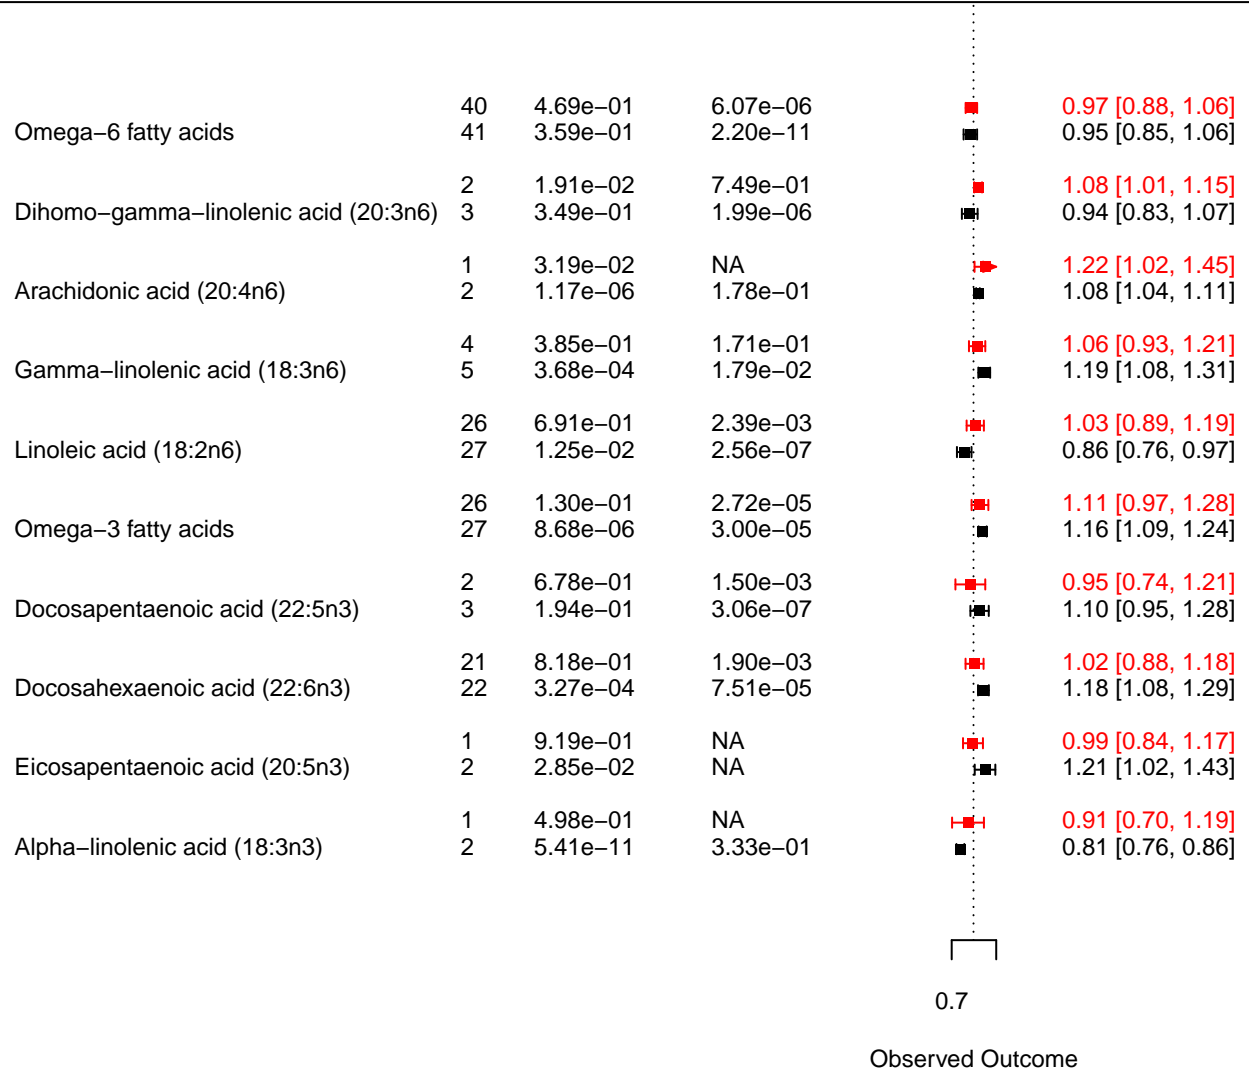 40 4.69e−01 6.07e−06 0.97 [0.88, 1.06]
Omega−6 fatty acids 41 3.59e−01 2.20e−11 0.95 [0.85, 1.06]
2 1.91e−02 7.49e−01 1.08 [1.01, 1.15]
Dihomo−gamma−linolenic acid (20:3n6) 3 3.49e−01 1.99e−06 0.94 [0.83, 1.07]
1 3.19e−02 NA 1.22 [1.02, 1.45]
Arachidonic acid (20:4n6) 2 1.17e−06 1.78e−01 1.08 [1.04, 1.11]
4 3.85e−01 1.71e−01 1.06 [0.93, 1.21]
Gamma−linolenic acid (18:3n6) 5 3.68e−04 1.79e−02 1.19 [1.08, 1.31]
26 6.91e−01 2.39e−03 1.03 [0.89, 1.19]
Linoleic acid (18:2n6) 27 1.25e−02 2.56e−07 0.86 [0.76, 0.97]
26 1.30e−01 2.72e−05 1.11 [0.97, 1.28]
Omega−3 fatty acids 27 8.68e−06 3.00e−05 1.16 [1.09, 1.24]
2 6.78e−01 1.50e−03 0.95 [0.74, 1.21]
Docosapentaenoic acid (22:5n3) 3 1.94e−01 3.06e−07 1.10 [0.95, 1.28]
21 8.18e−01 1.90e−03 1.02 [0.88, 1.18]
Docosahexaenoic acid (22:6n3) 22 3.27e−04 7.51e−05 1.18 [1.08, 1.29]
1 9.19e−01 NA 0.99 [0.84, 1.17]
Eicosapentaenoic acid (20:5n3) 2 2.85e−02 NA 1.21 [1.02, 1.43]
1 4.98e−01 NA 0.91 [0.70, 1.19]
Alpha−linolenic acid (18:3n3) 2 5.41e−11 3.33e−01 0.81 [0.76, 0.86]
0.7
Observed Outcome